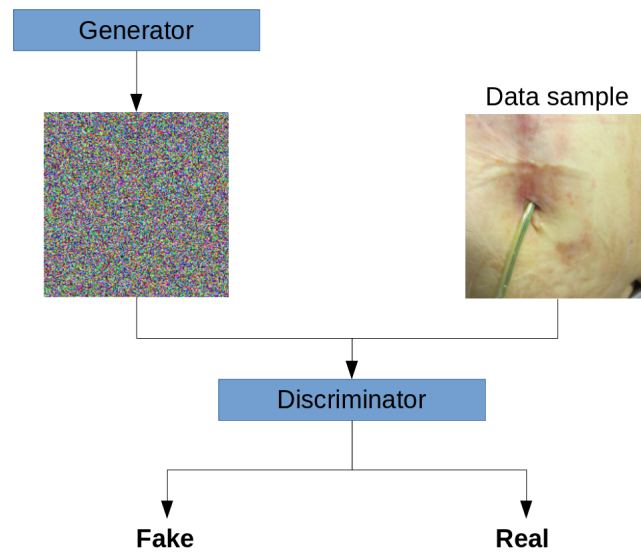 Generator
Data sample
Discriminator
Fake
Real